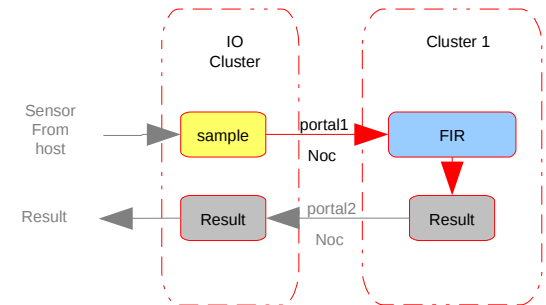 IO
Cluster
Cluster 1
Sensor
From
host
sample
portal1
Noc
FIR
Result
Result
portal2
Noc
Result